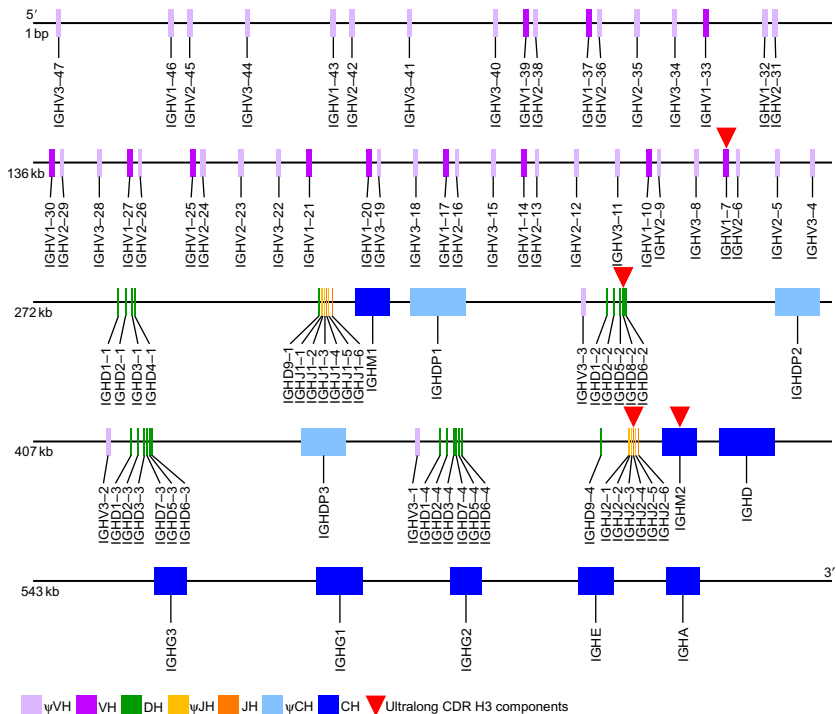 5′
1 bp
IGHV3–47
IGHV1–46
IGHV2–45
IGHV3–44
IGHV1–43
IGHV2–42
IGHV3–41
IGHV3–40
IGHV1–39
IGHV2–38
IGHV1–37
IGHV2–36
IGHV2–35
IGHV3–34
IGHV1–33
IGHV1–32
IGHV2–31
136 kb
IGHV1–30
IGHV2–29
IGHV3–28
IGHV1–27
IGHV2–26
IGHV1–25
IGHV2–24
IGHV2–23
IGHV3–22
IGHV1–21
IGHV1–20
IGHV3–19
IGHV3–18
IGHV1–17
IGHV2–16
IGHV3–15
IGHV1–14
IGHV2–13
IGHV2–12
IGHV3–11
IGHV1–10
IGHV2–9
IGHV3–8
IGHV1–7
IGHV2–6
IGHV2–5
IGHV3–4
272 kb
IGHD1–1
IGHD2–1
IGHD3–1
IGHD4–1
IGHD9–1
IGHJ1–1
IGHJ1–2
IGHJ1–3
IGHJ1–4
IGHJ1–5
IGHJ1–6
IGHM1
IGHDP1
IGHV3–3
IGHD1–2
IGHD2–2
IGHD5–2
IGHD8–2
IGHD6–2
IGHDP2
407 kb
IGHV3–2
IGHD1–3
IGHD2–3
IGHD3–3
IGHD7–3
IGHD5–3
IGHD6–3
IGHDP3
IGHV3–1
IGHD1–4
IGHD2–4
IGHD3–4
IGHD7–4
IGHD5–4
IGHD6–4
IGHD9–4
IGHJ2–1
IGHJ2–2
IGHJ2–3
IGHJ2–4
IGHJ2–5
IGHJ2–6
IGHM2
IGHD
543 kb
3′
IGHG3
IGHG1
IGHG2
IGHE
IGHA
ψVH VH DH ψJH JH ψCH CH Ultralong CDR H3 components